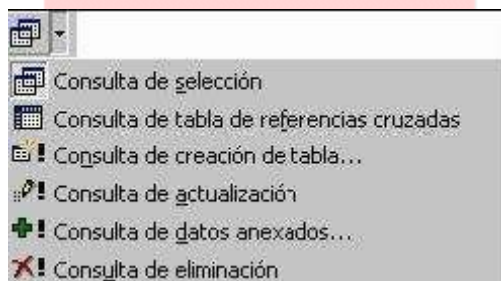 Consulta de selección
Consulta de tabla de referencias cruzadas
Consulta de creación de tabla...
Consulta de actualización
Consulta de datos anexados...
Consulta de eliminación